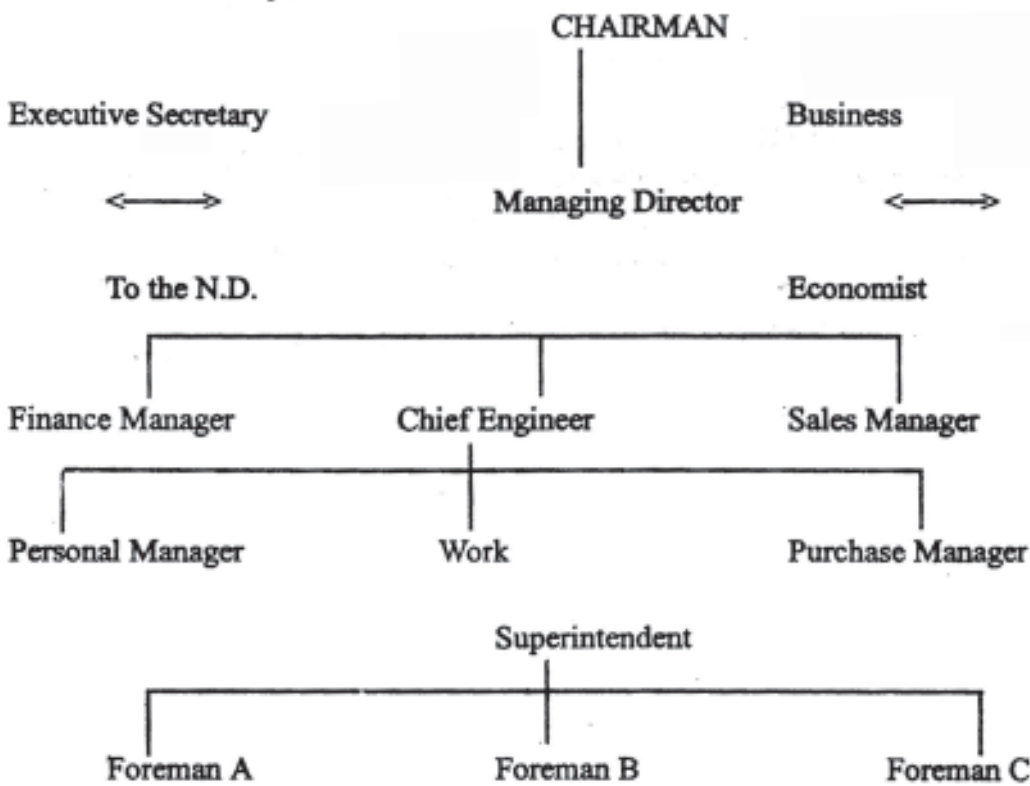 CHAIRMAN
Executive Secretary Business
Managing Director
To the N.D. Economist
Finance Manager Chief Engineer Sales Manager
Personal Manager Work Purchase Manager
Superintendent
Foreman A Foreman B Foreman C